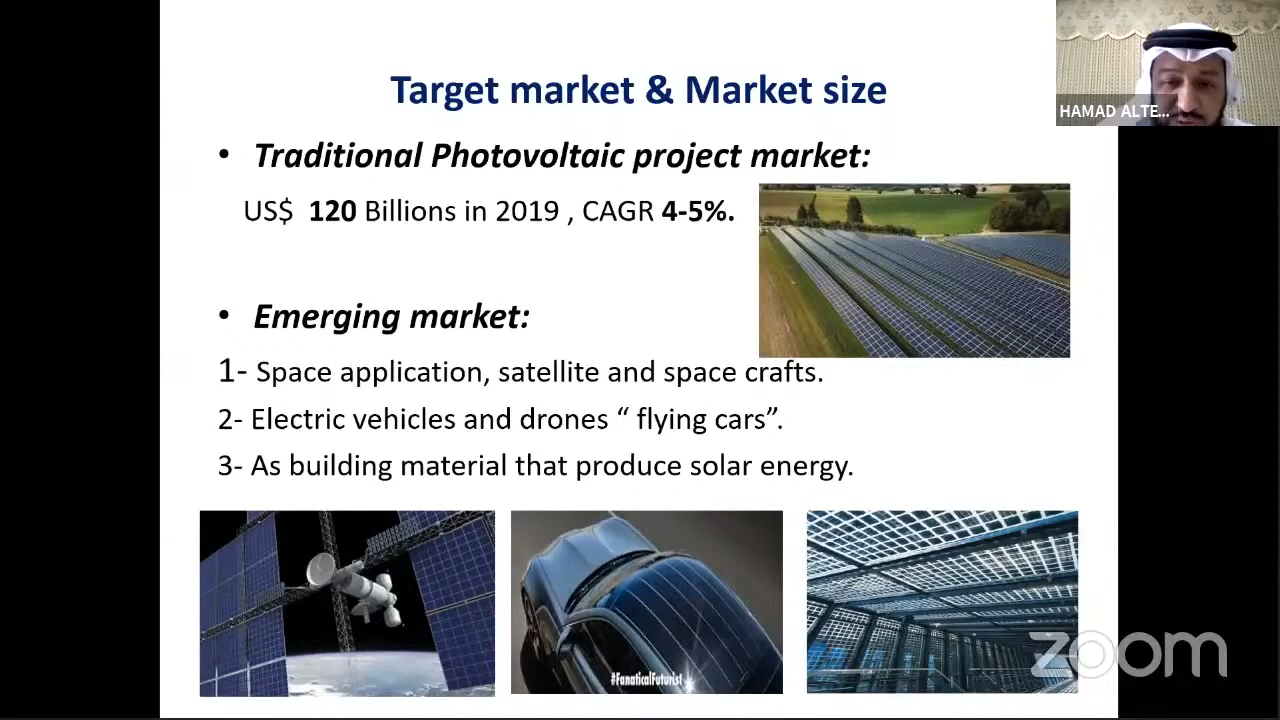 Target market & Market size
• Traditional Photovoltaic project market:
US$ 120 Billions in 2019 , CAGR 4-5%.
• Emerging market:
1- Space application, satellite and space crafts.
2- Electric vehicles and drones “ flying cars”.
3- As building material that produce solar energy.
HAMAD ALTE...
#FanaticalFuturist
zoom